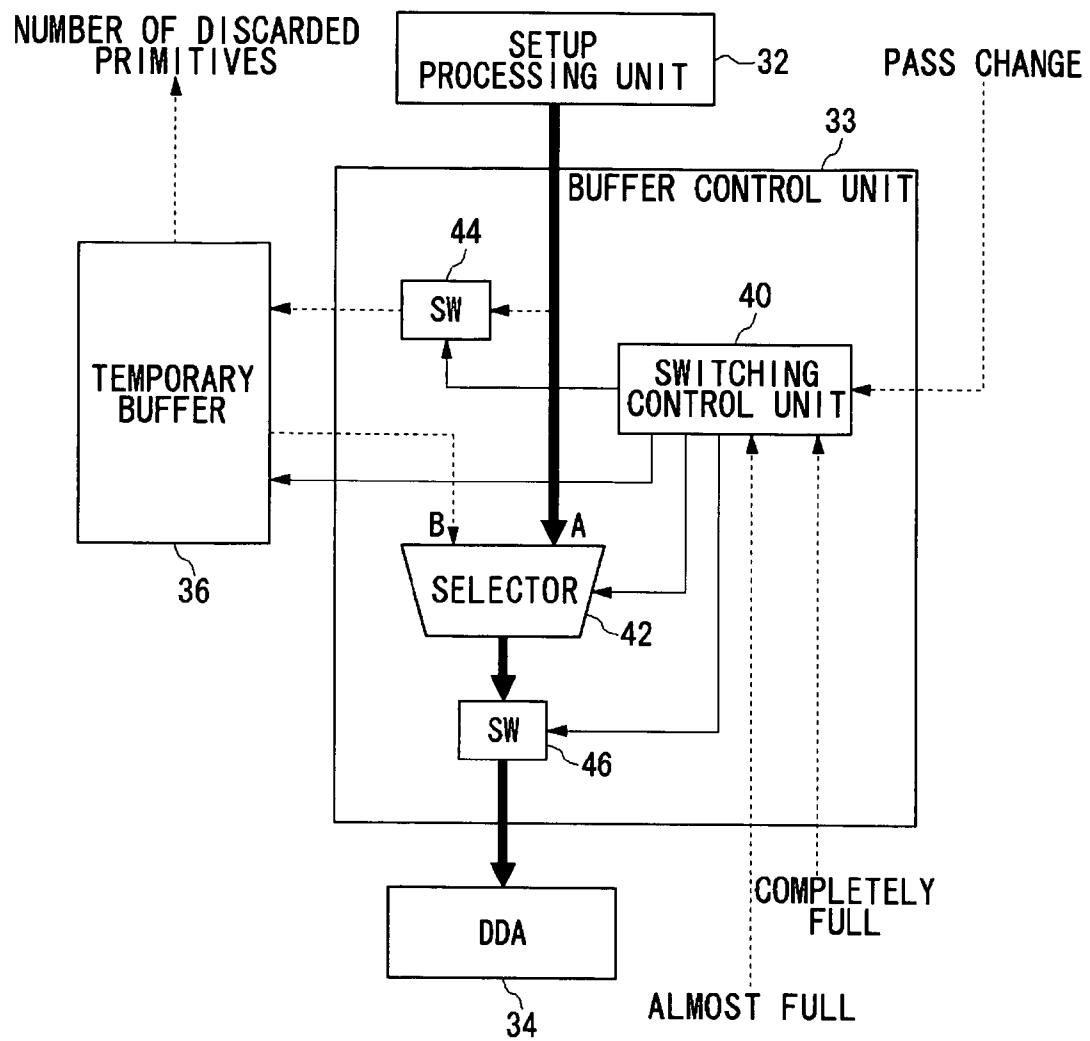 NUMBER OF DISCARDED
PRIMITIVES
SETUP
PROCESSING UNIT
32
PASS CHANGE
33
BUFFER CONTROL UNIT
44
SW
40
SWITCHING
CONTROL UNIT
TEMPORARY
BUFFER
36
B
A
SELECTOR
42
SW
46
COMPLETELY
FULL
DDA
34
ALMOST FULL